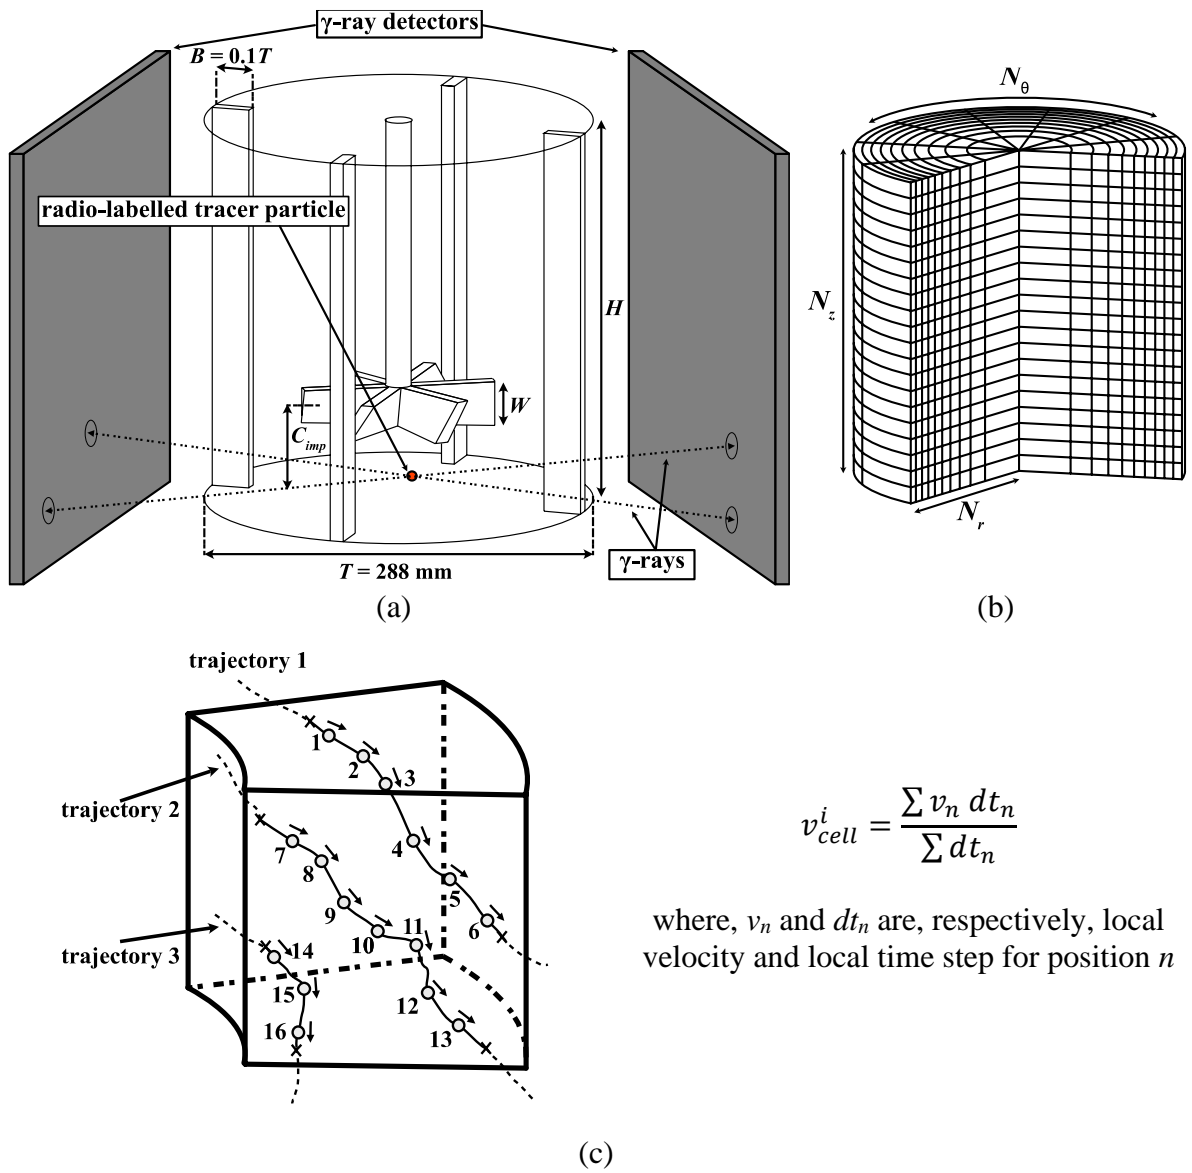 γ-ray detectors
B = 0.1T
radio-labelled tracer particle
H
W
C_imp
γ-rays
T = 288 mm
(a)
N_θ
N_z
N_r
(b)
trajectory 1
trajectory 2
trajectory 3
1
2
3
4
5
6
7
8
9
10
11
12
13
14
15
16
v^i_cell = ∑ v_n dt_n / ∑ dt_n
where, v_n and dt_n are, respectively, local
velocity and local time step for position n
(c)